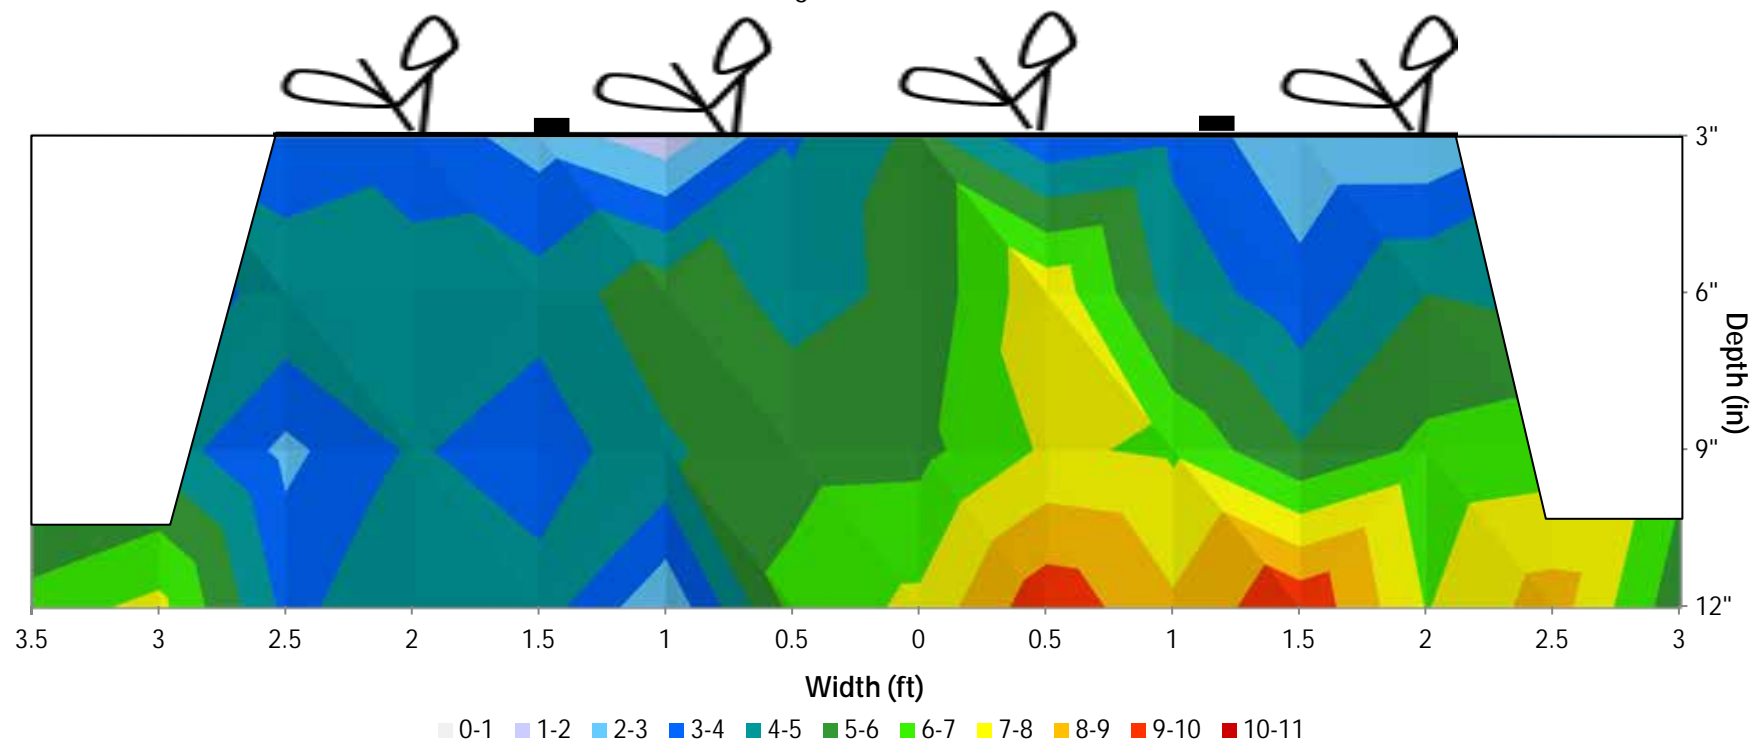 3"
6"
9"
12"
Depth (in)
3.5 3 2.5 2 1.5 1 0.5 0 0.5 1 1.5 2 2.5 3
Width (ft)
0-1 1-2 2-3 3-4 4-5 5-6 6-7 7-8 8-9 9-10 10-11